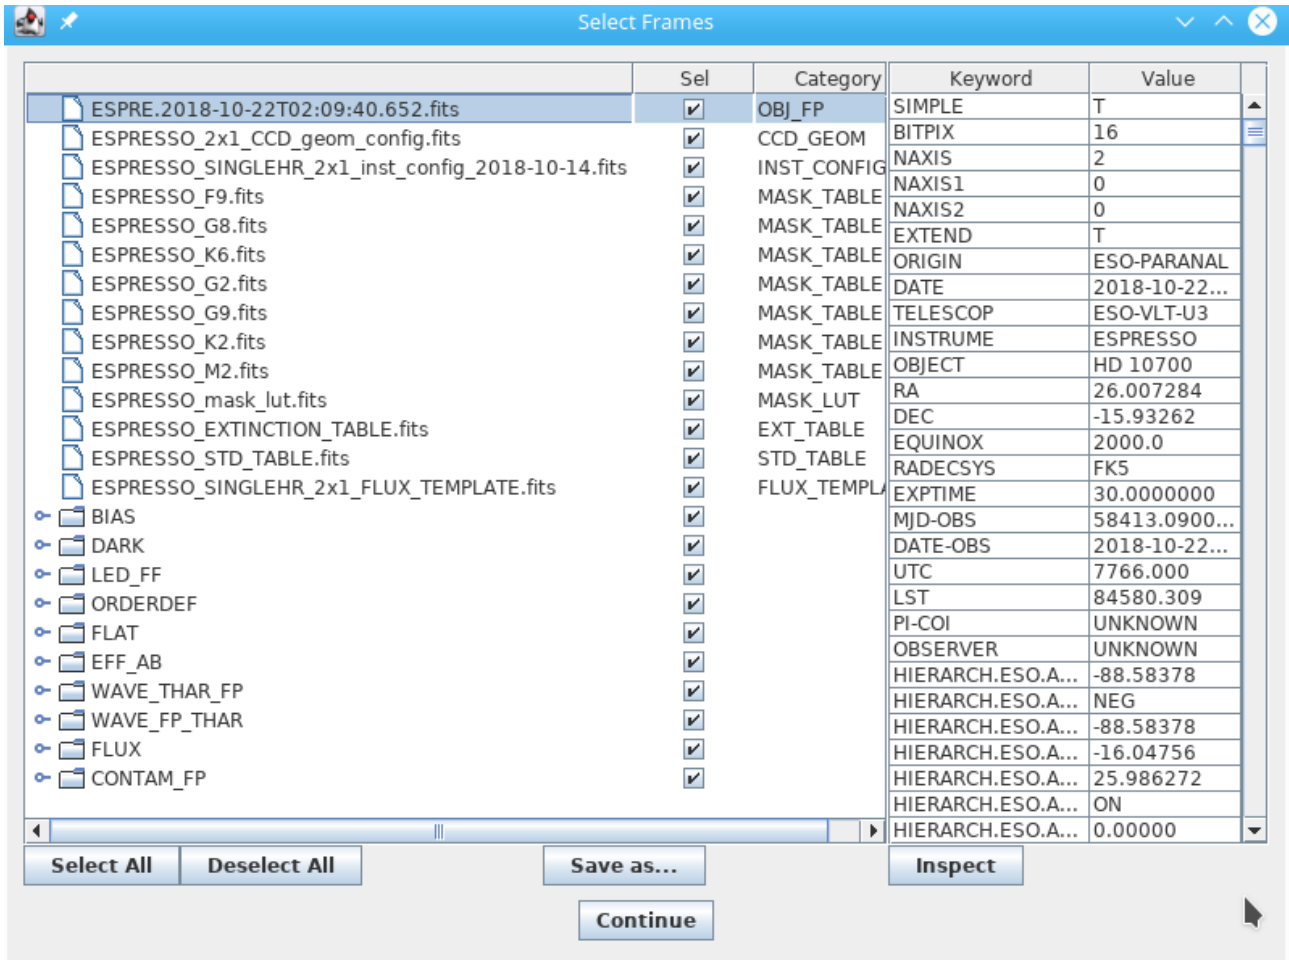 Select Frames
Sel Category
ESPRE.2018-10-22T02:09:40.652.fits OBJ_FP
ESPRESSO_2x1_CCD_geom_config.fits CCD_GEOM
ESPRESSO_SINGLEHR_2x1_inst_config_2018-10-14.fits INST_CONFIG
ESPRESSO_F9.fits MASK_TABLE
ESPRESSO_G8.fits MASK_TABLE
ESPRESSO_K6.fits MASK_TABLE
ESPRESSO_G2.fits MASK_TABLE
ESPRESSO_G9.fits MASK_TABLE
ESPRESSO_K2.fits MASK_TABLE
ESPRESSO_M2.fits MASK_TABLE
ESPRESSO_mask_lut.fits MASK_LUT
ESPRESSO_EXTINCTION_TABLE.fits EXT_TABLE
ESPRESSO_STD_TABLE.fits STD_TABLE
ESPRESSO_SINGLEHR_2x1_FLUX_TEMPLATE.fits FLUX_TEMPL
BIAS
DARK
LED_FF
ORDERDEF
FLAT
EFF_AB
WAVE_THAR_FP
WAVE_FP_THAR
FLUX
CONTAM_FP
Keyword Value
SIMPLE T
BITPIX 16
NAXIS 2
NAXIS1 0
NAXIS2 0
EXTEND T
ORIGIN ESO-PARANAL
DATE 2018-10-22...
TELESCOP ESO-VLT-U3
INSTRUME ESPRESSO
OBJECT HD 10700
RA 26.007284
DEC -15.93262
EQUINOX 2000.0
RADECSYS FK5
EXPTIME 30.0000000
MJD-OBS 58413.0900...
DATE-OBS 2018-10-22...
UTC 7766.000
LST 84580.309
PI-COI UNKNOWN
OBSERVER UNKNOWN
HIERARCH.ESO.A... -88.58378
HIERARCH.ESO.A... NEG
HIERARCH.ESO.A... -88.58378
HIERARCH.ESO.A... -16.04756
HIERARCH.ESO.A... 25.986272
HIERARCH.ESO.A... ON
HIERARCH.ESO.A... 0.00000
Select All Deselect All Save as... Inspect
Continue